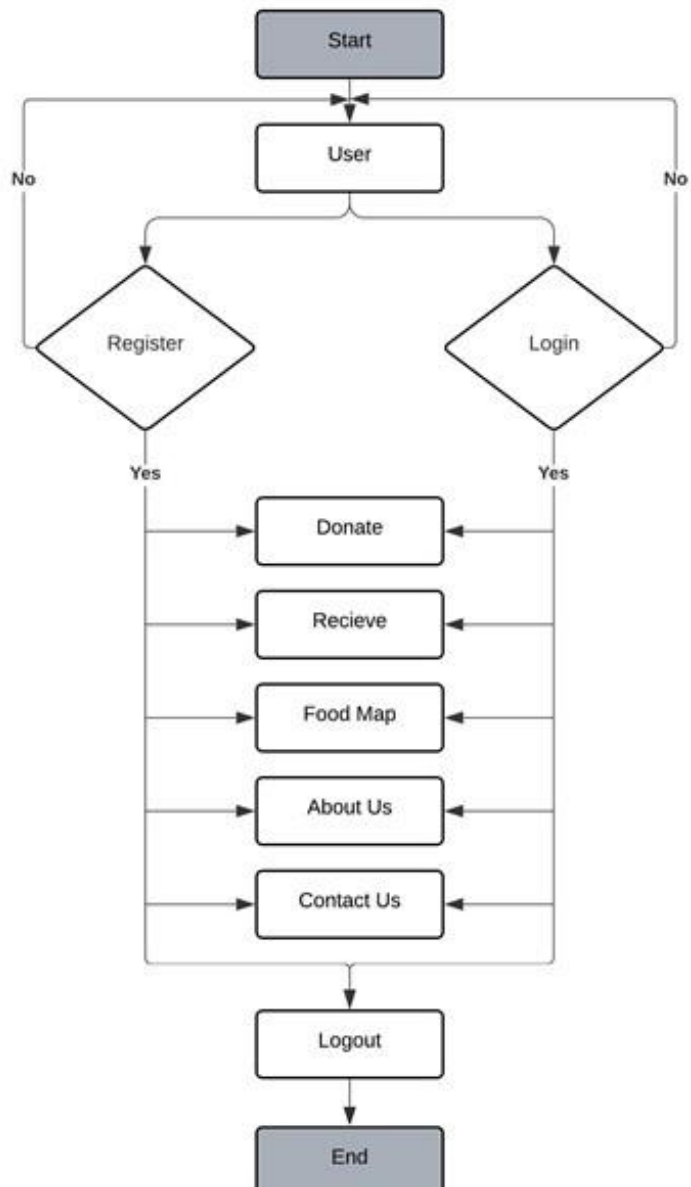 Start
User
No
No
Register
Login
Yes
Yes
Donate
Recieve
Food Map
About Us
Contact Us
Logout
End